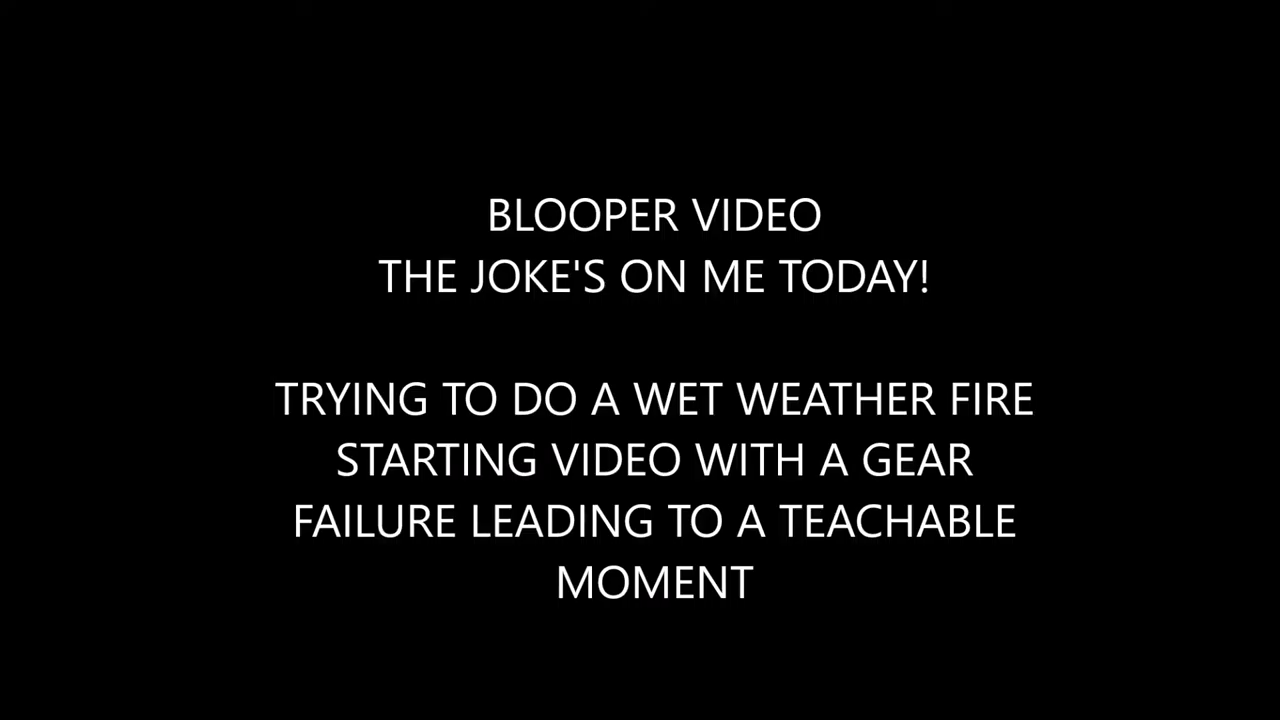 BLOOPER VIDEO
THE JOKE'S ON ME TODAY!
TRYING TO DO A WET WEATHER FIRE
STARTING VIDEO WITH A GEAR
FAILURE LEADING TO A TEACHABLE
MOMENT